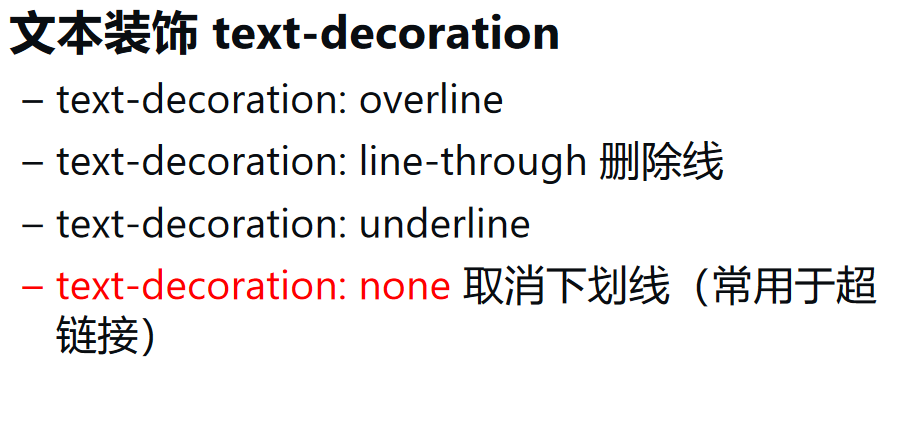 文本装饰 text-decoration
– text-decoration: overline
– text-decoration: line-through 删除线
– text-decoration: underline
– text-decoration: none 取消下划线（常用于超
链接）